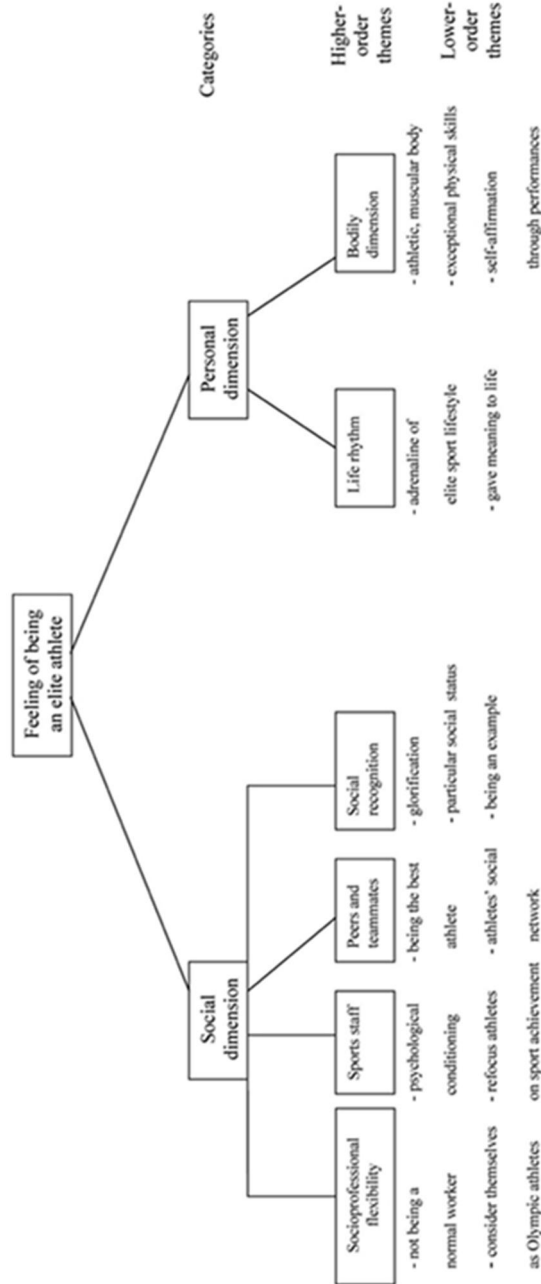 Feeling of being
an elite athlete
Categories
Social
dimension
Personal
dimension
Higher-
order
themes
Socioprofessional
flexibility
Sports staff
Peers and
teammates
Social
recognition
Life rhythm
Bodily
dimension
Lower-
order
themes
- not being a
normal worker
- consider themselves
as Olympic athletes
- psychological
conditioning
- refocus athletes
on sport achievement
- being the best
athlete
- athletes' social
network
- glorification
- particular social status
- being an example
- adrenaline of
elite sport lifestyle
- gave meaning to life
- athletic, muscular body
- exceptional physical skills
- self-affirmation
through performances